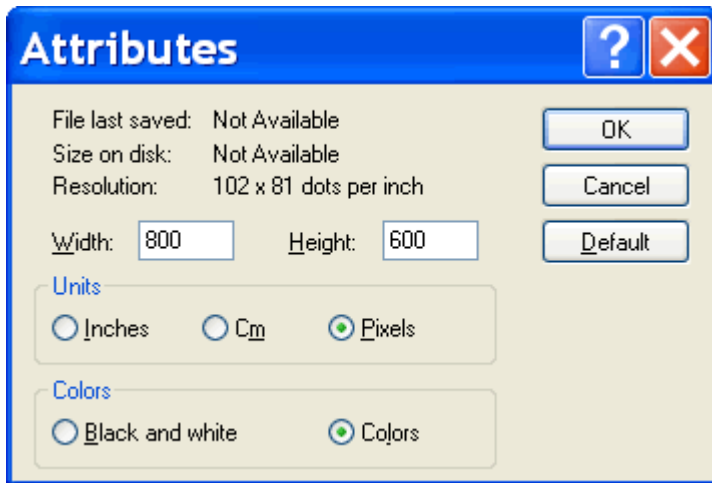 Attributes ?
File last saved: Not Available
Size on disk: Not Available
Resolution: 102 x 81 dots per inch
OK
Cancel
Default
Width: 800 Height: 600
Units
Inches Cm Pixels
Colors
Black and white Colors